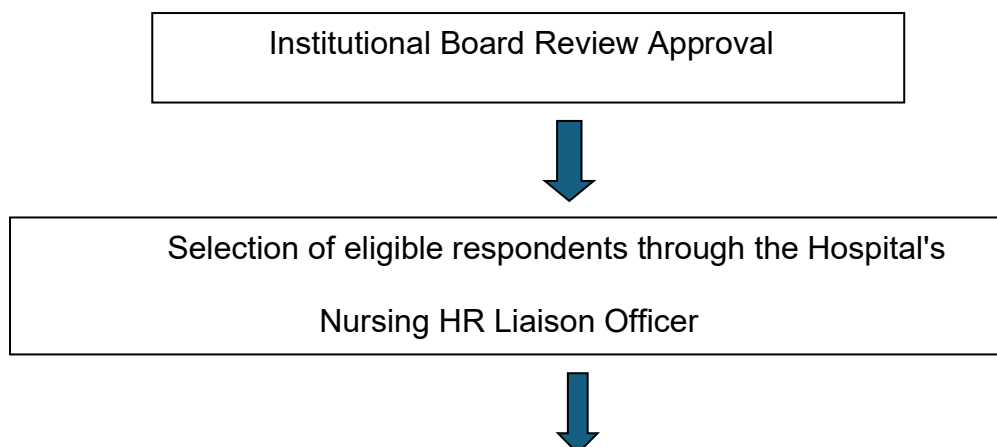 Institutional Board Review Approval
Selection of eligible respondents through the Hospital's
Nursing HR Liaison Officer